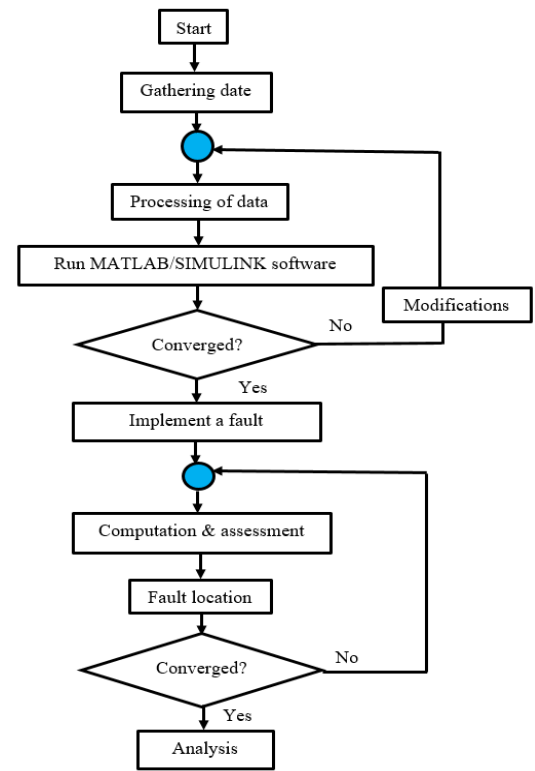 Start
Gathering date
Processing of data
Run MATLAB/SIMULINK software
Modifications
No
Converged?
Yes
Implement a fault
Computation & assessment
Fault location
No
Converged?
Yes
Analysis